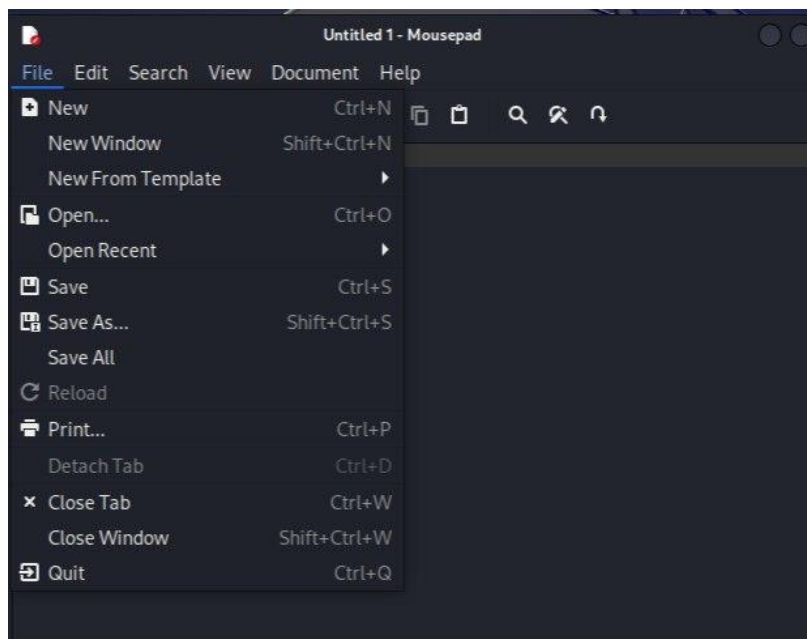 Untitled 1 - Mousepad
File Edit Search View Document Help
New Ctrl+N
New Window Shift+Ctrl+N
New From Template
Open... Ctrl+O
Open Recent
Save Ctrl+S
Save As... Shift+Ctrl+S
Save All
Reload
Print... Ctrl+P
Detach Tab Ctrl+D
Close Tab Ctrl+W
Close Window Shift+Ctrl+W
Quit Ctrl+Q